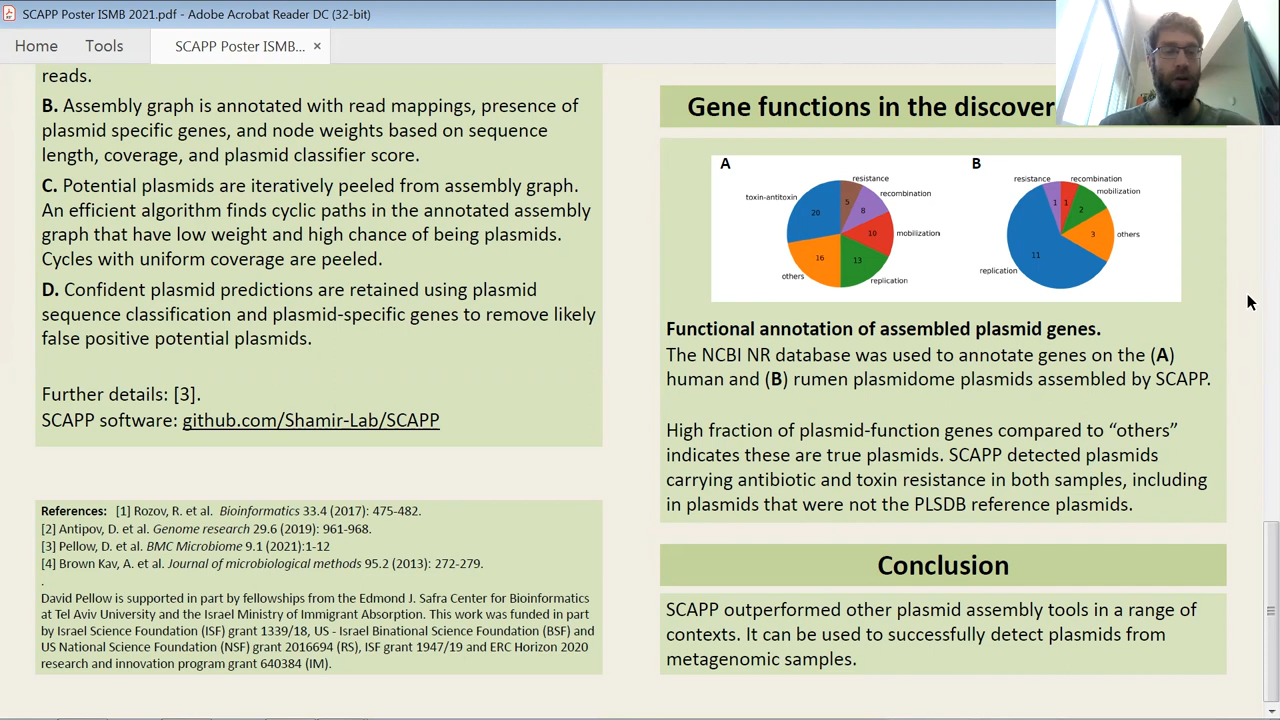 SCAPP Poster ISMB 2021.pdf - Adobe Acrobat Reader DC (32-bit)
Home
Tools
SCAPP Poster ISMB...
×
reads.
B. Assembly graph is annotated with read mappings, presence of
plasmid specific genes, and node weights based on sequence
length, coverage, and plasmid classifier score.
C. Potential plasmids are iteratively peeled from assembly graph.
An efficient algorithm finds cyclic paths in the annotated assembly
graph that have low weight and high chance of being plasmids.
Cycles with uniform coverage are peeled.
D. Confident plasmid predictions are retained using plasmid
sequence classification and plasmid-specific genes to remove likely
false positive potential plasmids.
Further details: [3].
SCAPP software: github.com/Shamir-Lab/SCAPP
References: [1] Rozov, R. et al. Bioinformatics 33.4 (2017): 475-482.
[2] Antipov, D. et al. Genome research 29.6 (2019): 961-968.
[3] Pellow, D. et al. BMC Microbiome 9.1 (2021):1-12
[4] Brown Kav, A. et al. Journal of microbiological methods 95.2 (2013): 272-279.
.
David Pellow is supported in part by fellowships from the Edmond J. Safra Center for Bioinformatics
at Tel Aviv University and the Israel Ministry of Immigrant Absorption. This work was funded in part
by Israel Science Foundation (ISF) grant 1339/18, US - Israel Binational Science Foundation (BSF) and
US National Science Foundation (NSF) grant 2016694 (RS), ISF grant 1947/19 and ERC Horizon 2020
research and innovation program grant 640384 (IM).
Gene functions in the discover
A
resistance
5
recombination
8
mobilization
10
replication
13
others
16
toxin-antitoxin
20
B
resistance
1
recombination
1
mobilization
2
others
3
replication
11
Functional annotation of assembled plasmid genes.
The NCBI NR database was used to annotate genes on the (A)
human and (B) rumen plasmidome plasmids assembled by SCAPP.
High fraction of plasmid-function genes compared to “others”
indicates these are true plasmids. SCAPP detected plasmids
carrying antibiotic and toxin resistance in both samples, including
in plasmids that were not the PLSDB reference plasmids.
Conclusion
SCAPP outperformed other plasmid assembly tools in a range of
contexts. It can be used to successfully detect plasmids from
metagenomic samples.